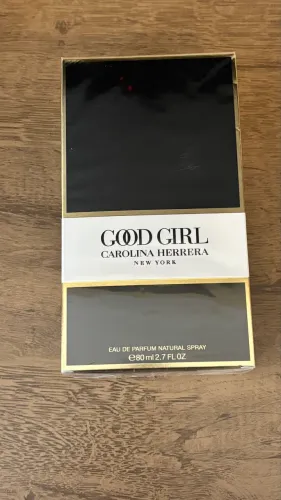 GOOD GIRL
CAROLINA HERRERA
NEW YORK
EAU DE PARFUM NATURAL SPRAY
℮80 ml 2.7 FL OZ